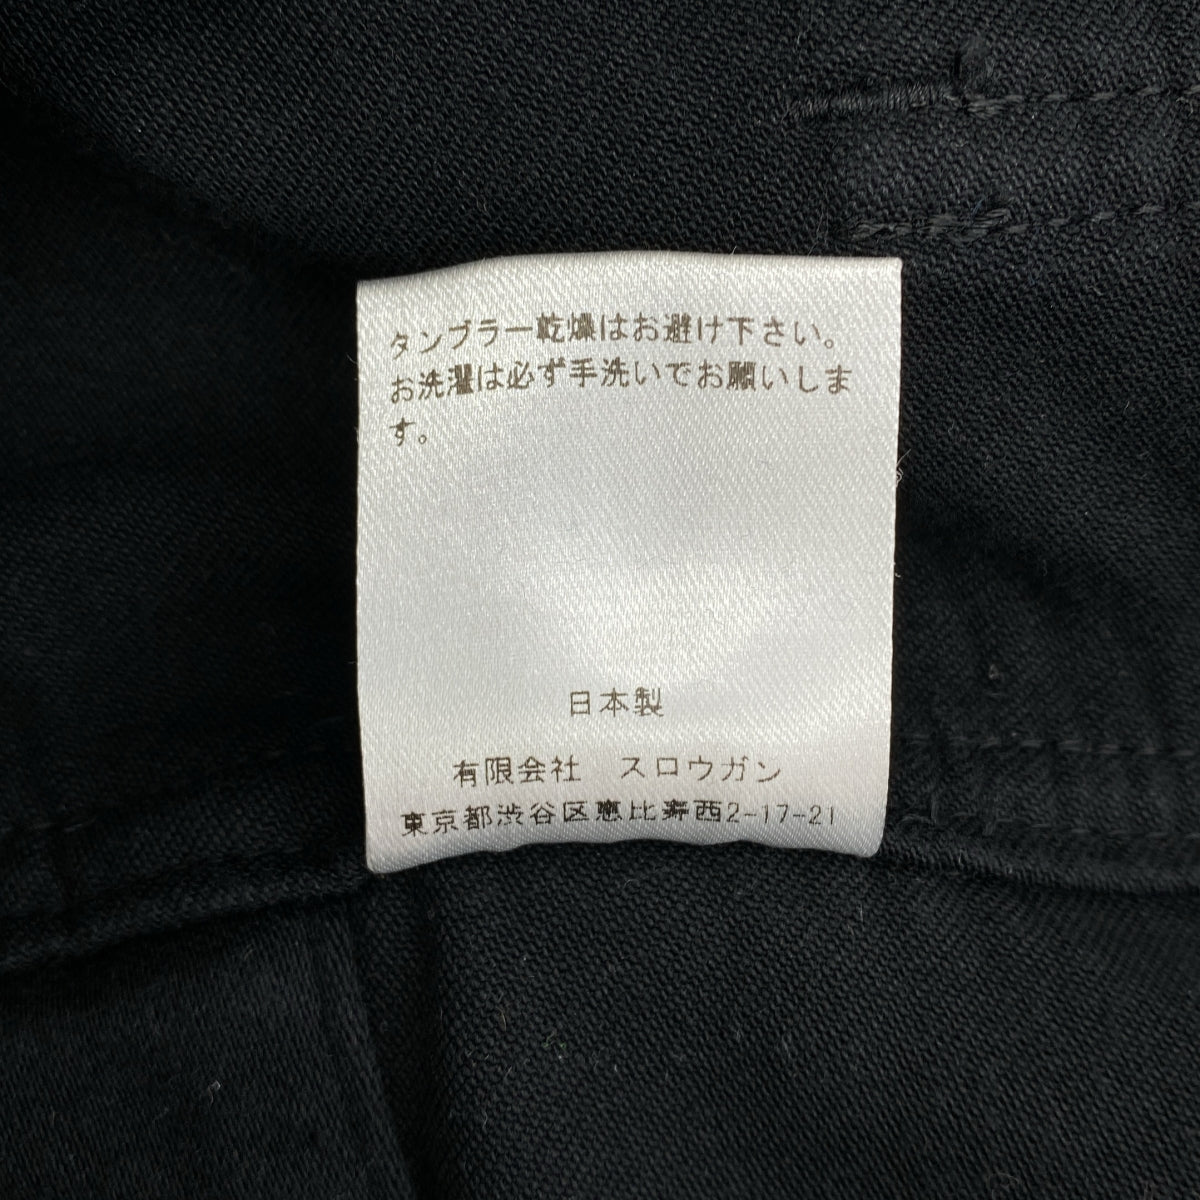 タンブラー乾燥はお避け下さい。
お洗濯は必ず手洗いでお願いしま
す。
日本製
有限会社　スロウガン
東京都渋谷区恵比寿西2-17-21